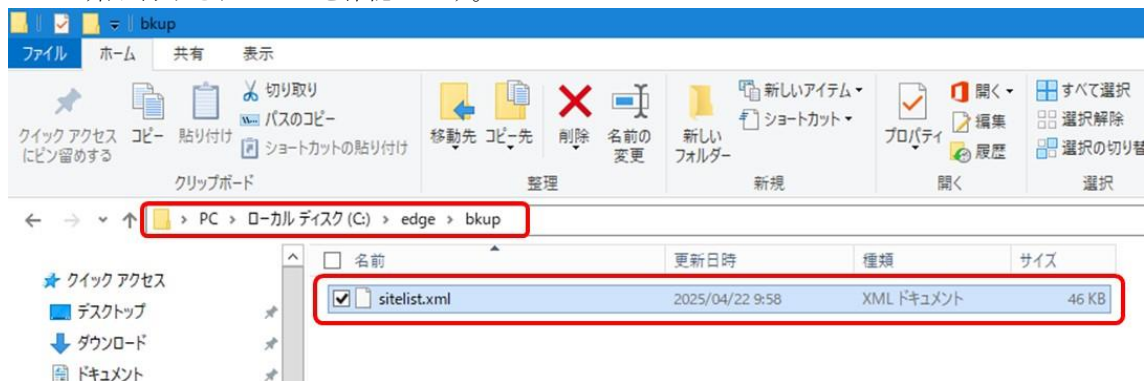 bkup
ファイル ホーム 共有 表示
クイック アクセス
にピン留めする
コピー
貼り付け
切り取り
パスのコピー
ショートカットの貼り付け
クリップボード
移動先
コピー先
削除
名前の
変更
整理
新しい
フォルダー
新しいアイテム
ショートカット
新規
プロパティ
開く
編集
履歴
開く
すべて選択
選択解除
選択の切り替
選択
PC › ローカル ディスク (C:) › edge › bkup
名前 更新日時 種類 サイズ
sitelist.xml 2025/04/22 9:58 XML ドキュメント 46 KB
クイック アクセス
デスクトップ
ダウンロード
ドキュメント